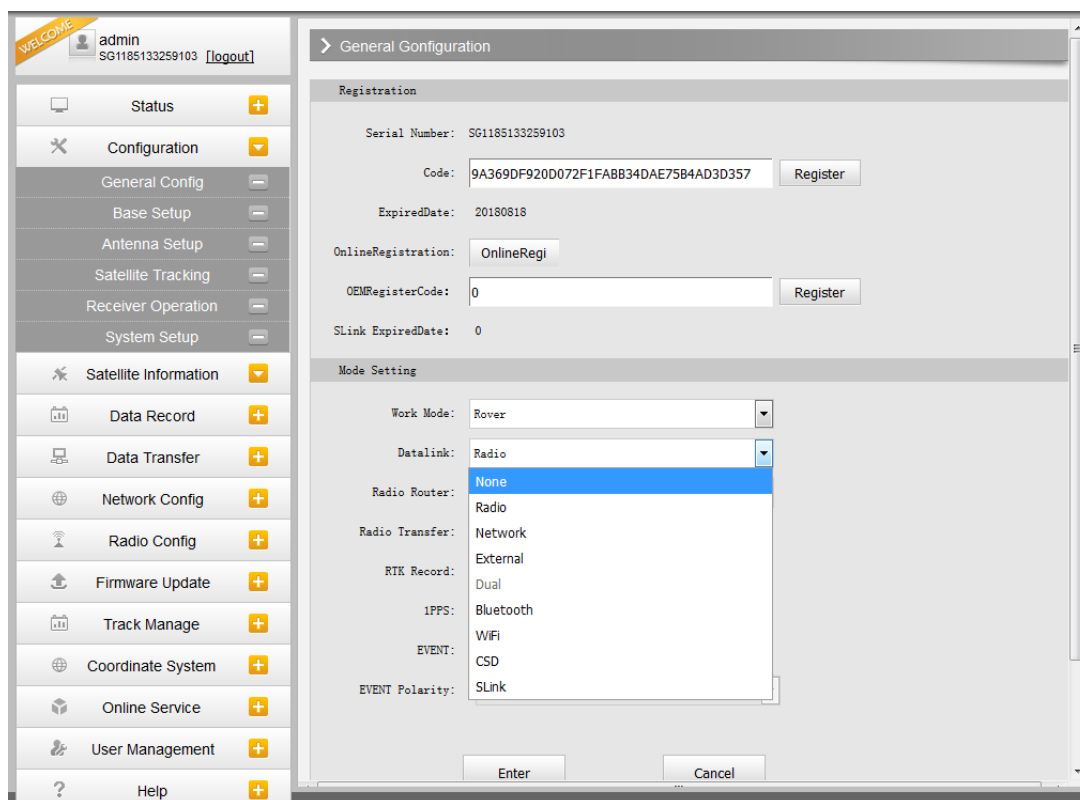 WELCOME
admin
SG1185133259103 [logout]
Status
Configuration
General Config
Base Setup
Antenna Setup
Satellite Tracking
Receiver Operation
System Setup
Satellite Information
Data Record
Data Transfer
Network Config
Radio Config
Firmware Update
Track Manage
Coordinate System
Online Service
User Management
Help
General Gonfiguration
Registration
Serial Number: SG1185133259103
Code: 9A369DF920D072F1FABB34DAE75B4AD3D357 Register
ExpiredDate: 20180818
OnlineRegistration: OnlineRegi
OEMRegisterCode: 0 Register
SLink ExpiredDate: 0
Mode Setting
Work Mode: Rover
Datalink: Radio
None
Radio Router:
Radio
Radio Transfer:
Network
External
RTK Record:
Dual
1PPS:
Bluetooth
WiFi
EVENT:
CSD
EVENT Polarity:
SLink
Enter Cancel